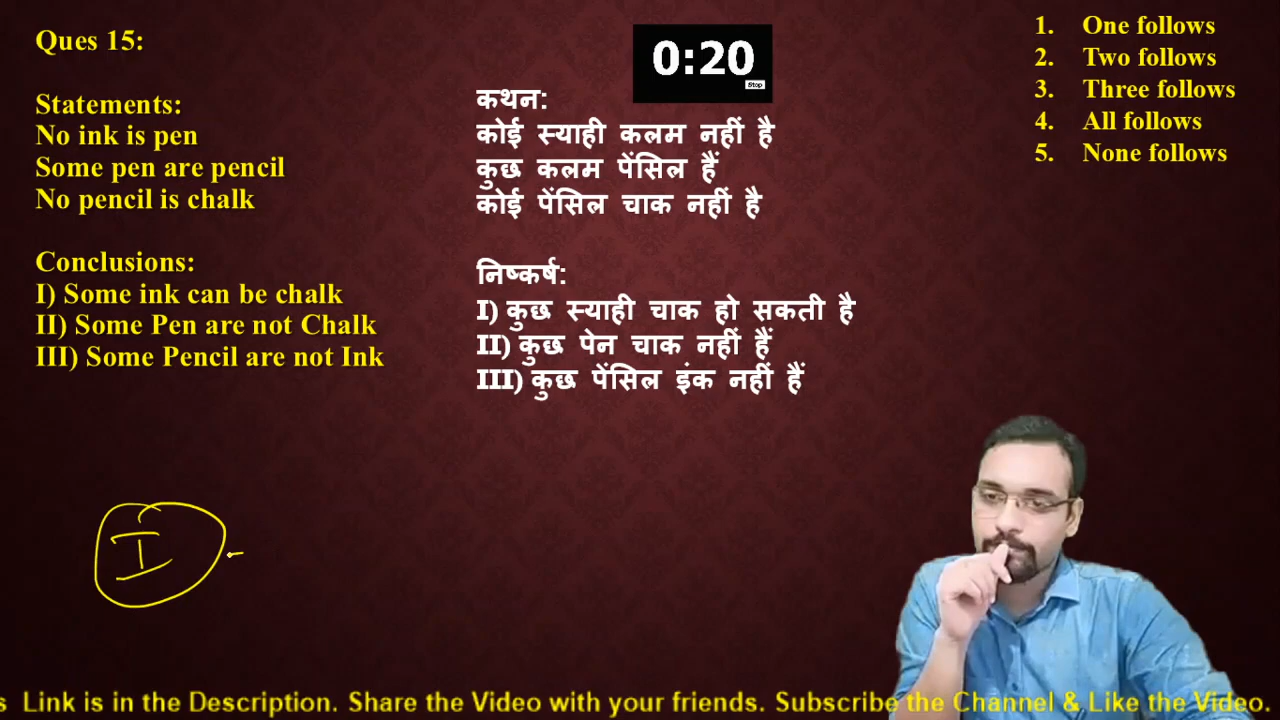 Ques 15:
Statements:
No ink is pen
Some pen are pencil
No pencil is chalk
Conclusions:
I) Some ink can be chalk
II) Some Pen are not Chalk
III) Some Pencil are not Ink
0:20
Stop
कथन:
कोई स्याही कलम नहीं है
कुछ कलम पेंसिल हैं
कोई पेंसिल चाक नहीं है
निष्कर्ष:
I) कुछ स्याही चाक हो सकती है
II) कुछ पेन चाक नहीं हैं
III) कुछ पेंसिल इंक नहीं हैं
1. One follows
2. Two follows
3. Three follows
4. All follows
5. None follows
I
s Link is in the Description. Share the Video with your friends. Subscribe the Channel & Like the Video.